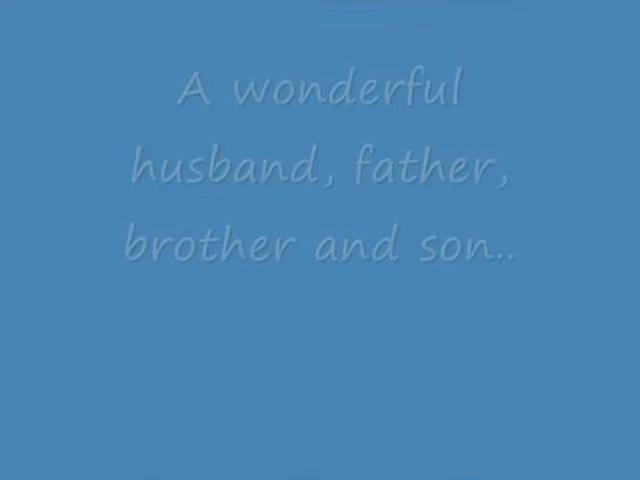 A wonderful
husband, father,
brother and son..